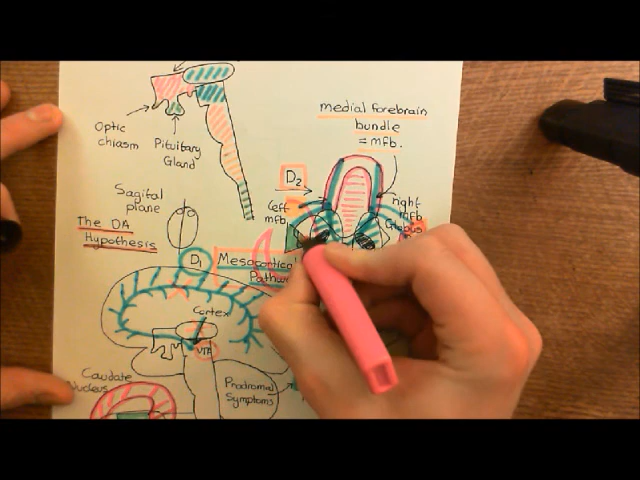 medial forebrain
bundle
= mfb.
Optic
chiasm
Pituitary
Gland
D2
Sagital
plane
left
mfb
right
mfb
Globus
The DA
Hypothesis
D1
Mesocortical
Cortex
VTA
Caudate
Nucleus
Prodromal
Symptoms